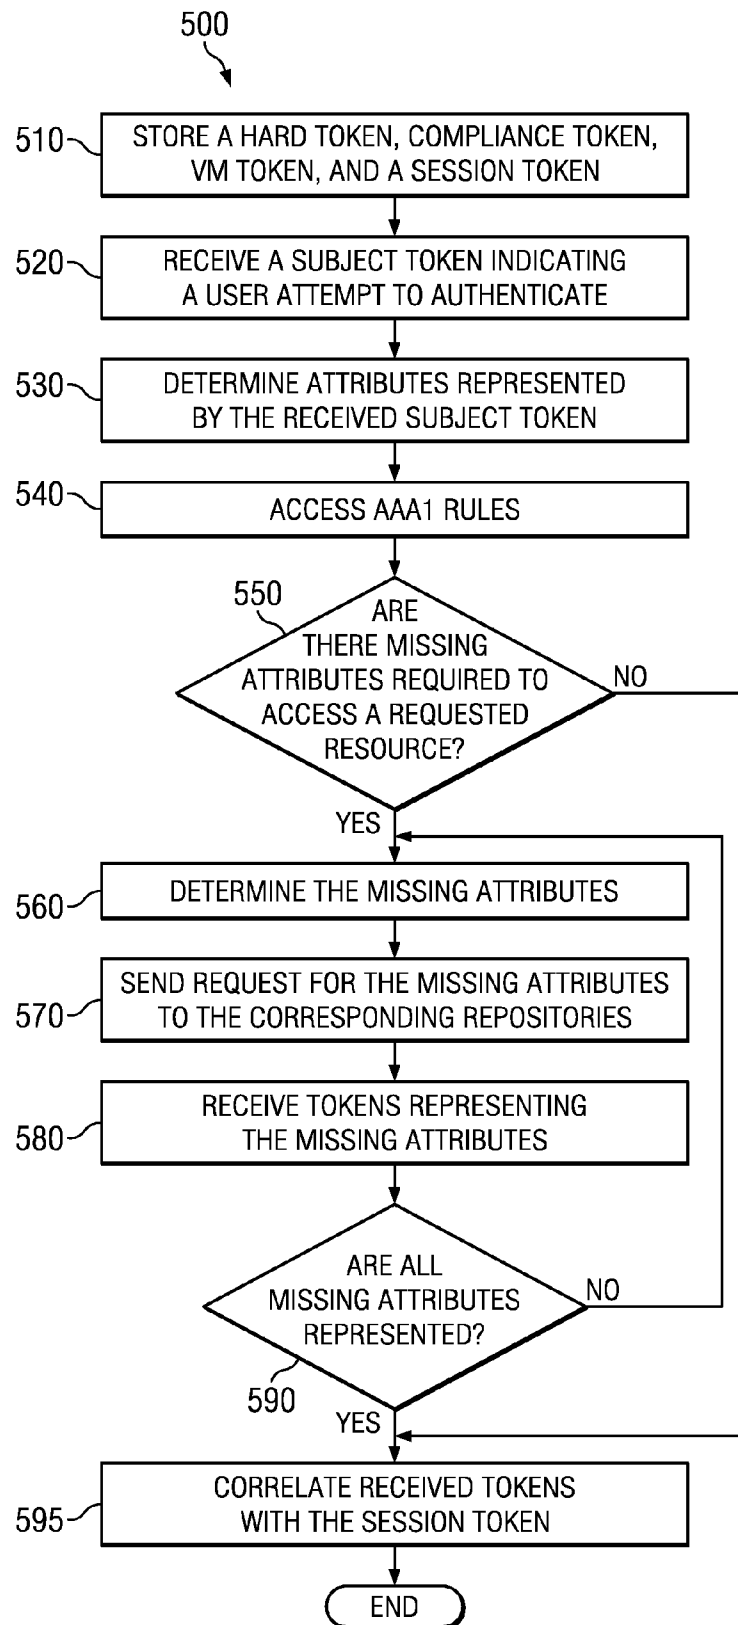 500
510
STORE A HARD TOKEN, COMPLIANCE TOKEN,
VM TOKEN, AND A SESSION TOKEN
520
RECEIVE A SUBJECT TOKEN INDICATING
A USER ATTEMPT TO AUTHENTICATE
530
DETERMINE ATTRIBUTES REPRESENTED
BY THE RECEIVED SUBJECT TOKEN
540
ACCESS AAA1 RULES
550
ARE
THERE MISSING
ATTRIBUTES REQUIRED TO
ACCESS A REQUESTED
RESOURCE?
NO
YES
560
DETERMINE THE MISSING ATTRIBUTES
570
SEND REQUEST FOR THE MISSING ATTRIBUTES
TO THE CORRESPONDING REPOSITORIES
580
RECEIVE TOKENS REPRESENTING
THE MISSING ATTRIBUTES
ARE ALL
MISSING ATTRIBUTES
REPRESENTED?
NO
590
YES
595
CORRELATE RECEIVED TOKENS
WITH THE SESSION TOKEN
END